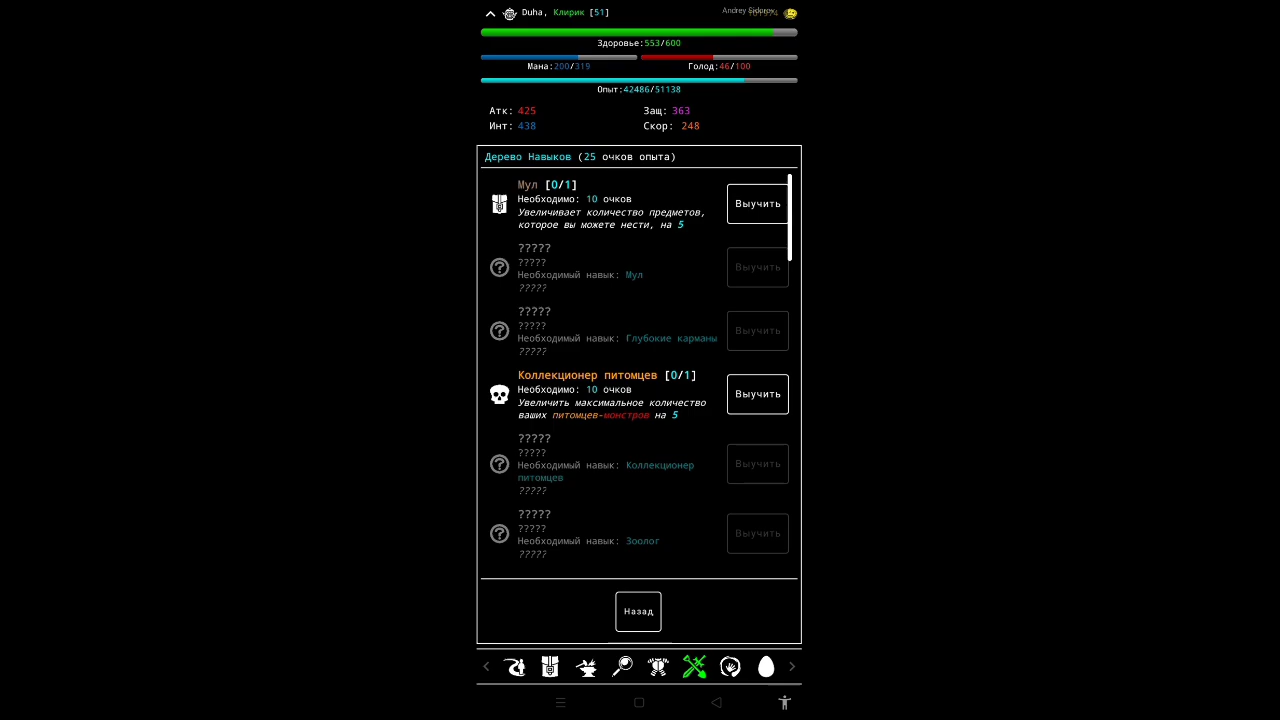 Duha, Клирик [51]
Andrey Sidorov
Здоровье:553/600
Мана:200/319
Голод:46/100
Опыт:42486/51138
Атк: 425
Защ: 363
Инт: 438
Скор: 248
Дерево Навыков (25 очков опыта)
Мул [0/1]
Необходимо: 10 очков
Увеличивает количество предметов,
которое вы можете нести, на 5
Выучить
?????
?????
Необходимый навык: Мул
?????
Выучить
?????
?????
Необходимый навык: Глубокие карманы
?????
Выучить
Коллекционер питомцев [0/1]
Необходимо: 10 очков
Увеличить максимальное количество
ваших питомцев-монстров на 5
Выучить
?????
?????
Необходимый навык: Коллекционер
питомцев
?????
Выучить
?????
?????
Необходимый навык: Зоолог
?????
Выучить
Назад